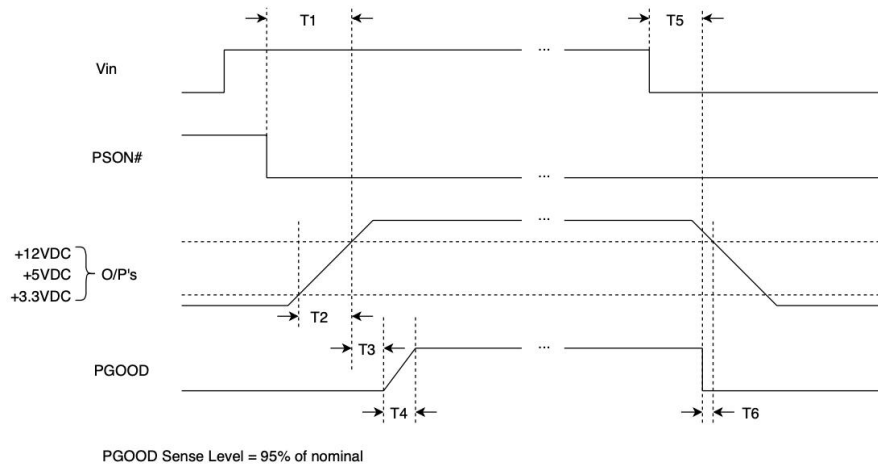 T1
T5
Vin
...
PSON#
...
+12VDC
+5VDC
+3.3VDC
O/P's
...
T2
T3
PGOOD
...
T4
T6
PGOOD Sense Level = 95% of nominal